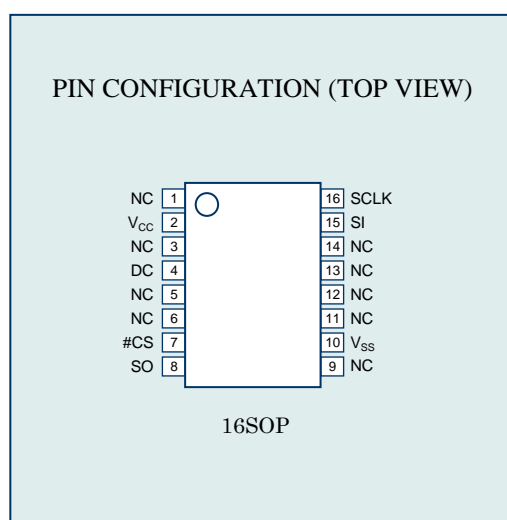 PIN CONFIGURATION (TOP VIEW)
NC 1 16 SCLK
VCC 2 15 SI
NC 3 14 NC
DC 4 13 NC
NC 5 12 NC
NC 6 11 NC
#CS 7 10 VSS
SO 8 9 NC
16SOP